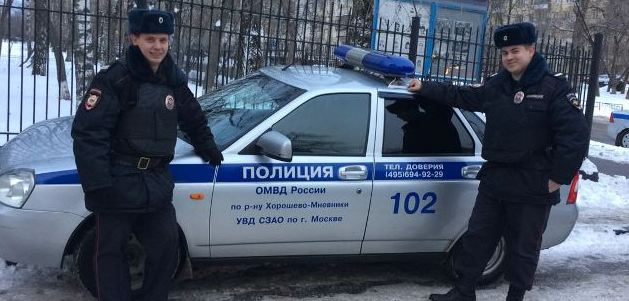 ПОЛИЦИЯ
ОМВД России
по р-ну Хорошево-Мневники
УВД СЗАО по г. Москве
ТЕЛ. ДОВЕРИЯ
(495)694-92-29
102